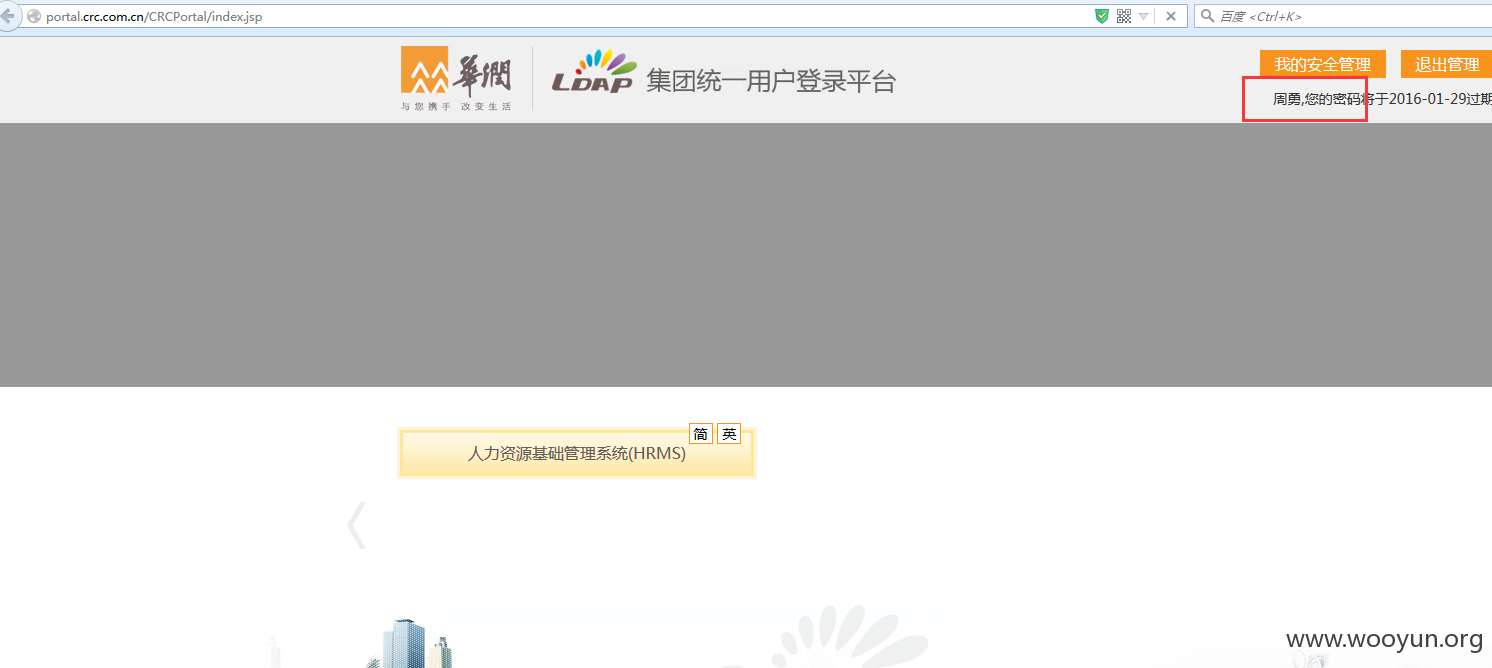 portal.crc.com.cn/CRCPortal/index.jsp
百度 <Ctrl+K>
華潤
与您携手 改变生活
LDAP 集团统一用户登录平台
我的安全管理 退出管理
周勇,您的密码将于2016-01-29过期
简 英
人力资源基础管理系统(HRMS)
www.wooyun.org